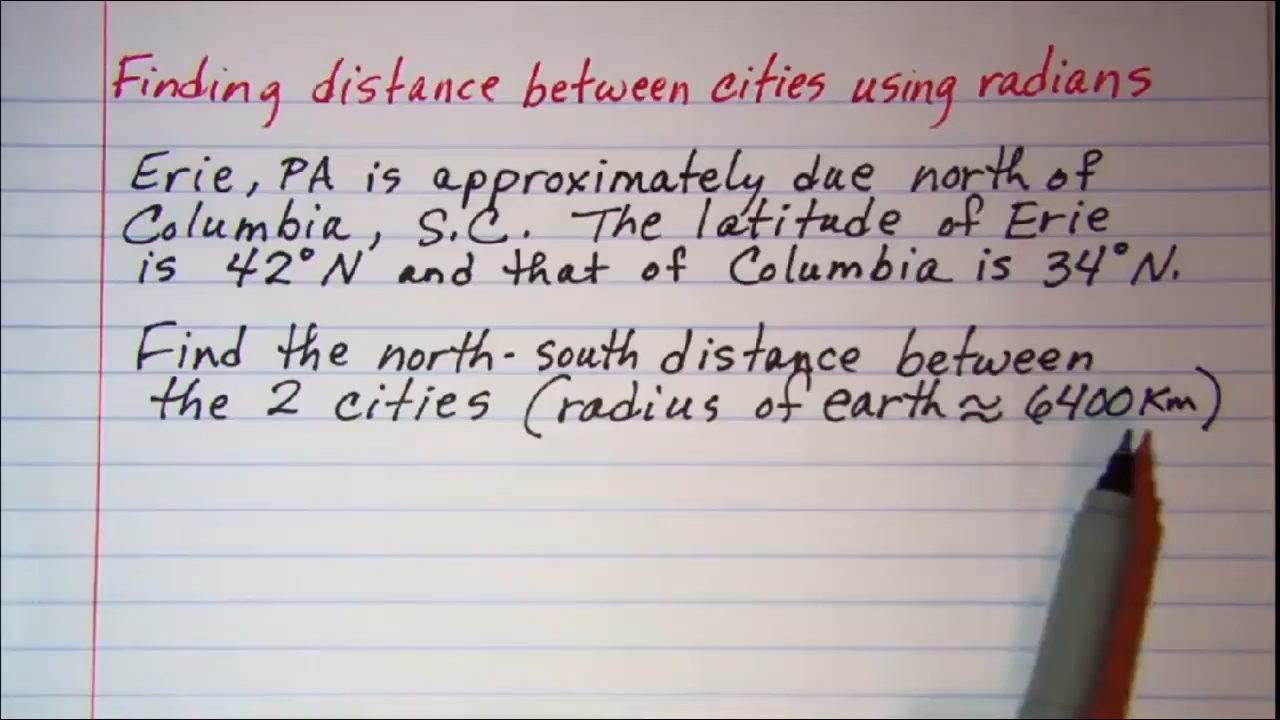 Finding distance between cities using radians
Erie, PA is approximately due north of
Columbia, S.C. The latitude of Erie
is 42° N and that of Columbia is 34° N.
Find the north-south distance between
the 2 cities (radius of earth ≈ 6400 Km)